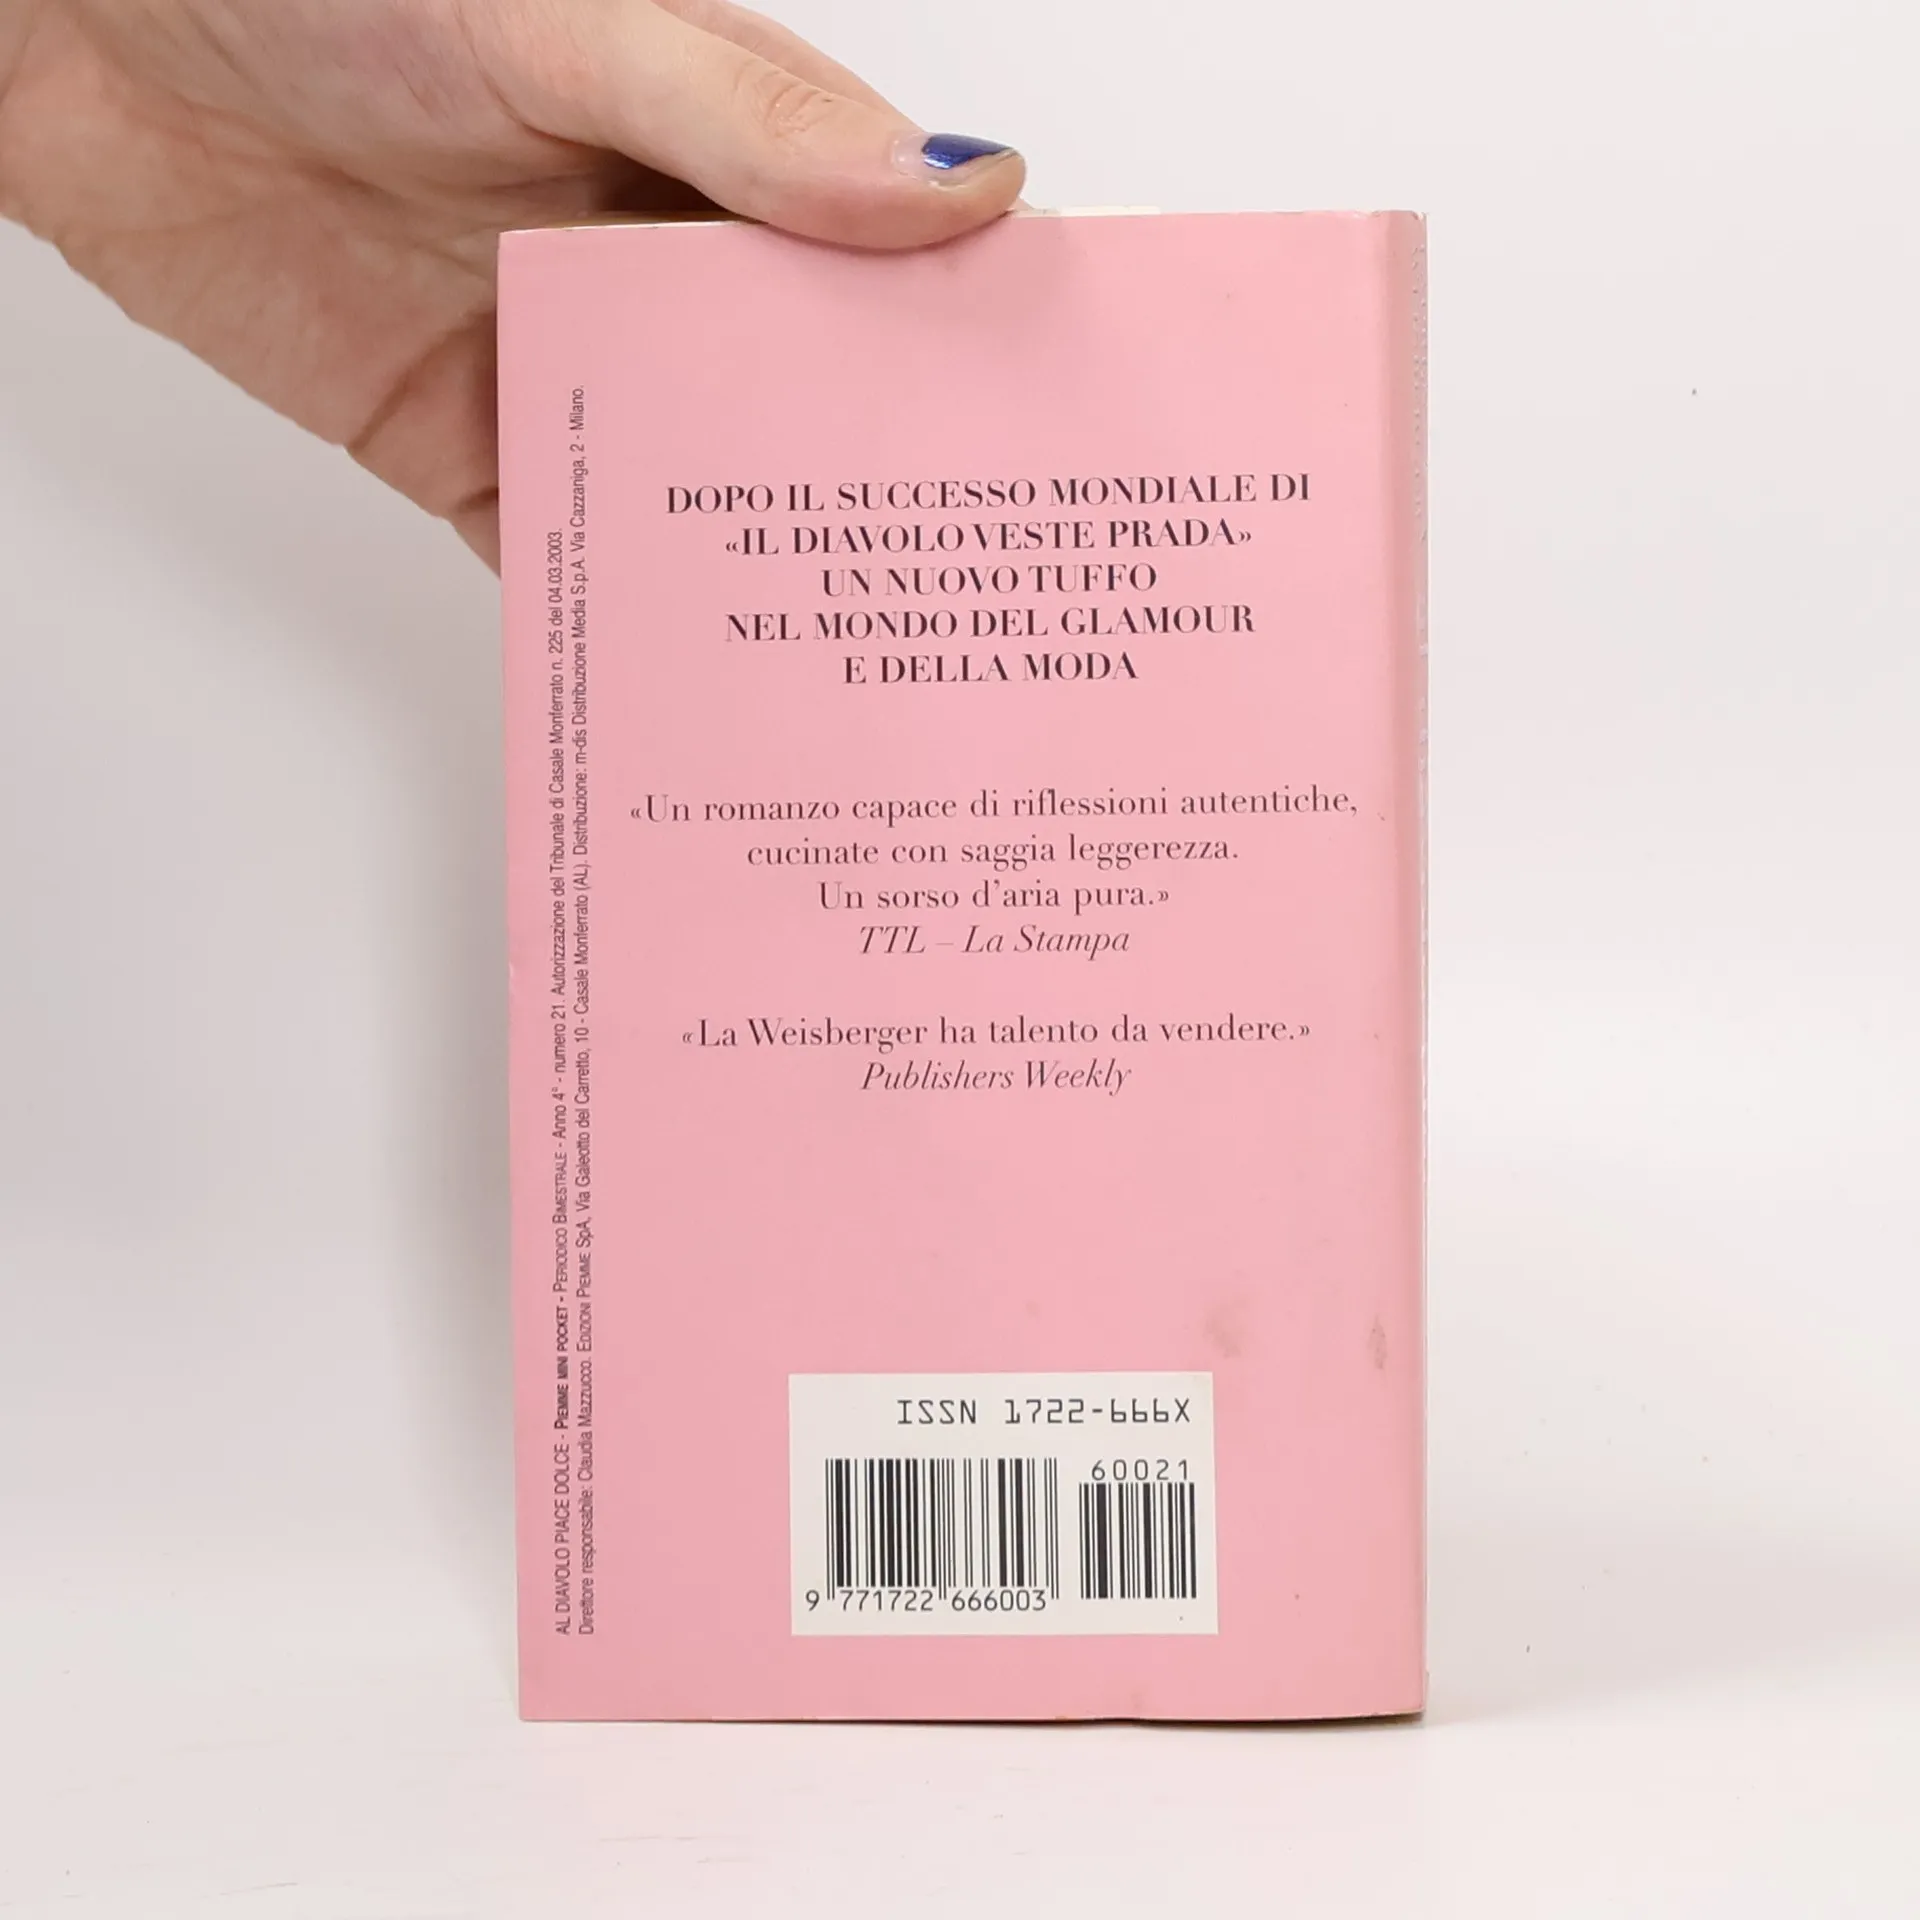 DOPO IL SUCCESSO MONDIALE DI
«IL DIAVOLO VESTE PRADA»
UN NUOVO TUFFO
NEL MONDO DEL GLAMOUR
E DELLA MODA
«Un romanzo capace di riflessioni autentiche,
cucinate con saggia leggerezza.
Un sorso d'aria pura.»
TTL – La Stampa
«La Weisberger ha talento da vendere.»
Publishers Weekly
AL DIAVOLO PIACE DOLCE - PIEMME MINI POCKET - PERIODICO BIMESTRALE - Anno 4° - numero 21. Autorizzazione del Tribunale di Casale Monferrato n. 225 del 04.03.2003.
Direttore responsabile: Claudia Mazzucco. EDIZIONI PIEMME SpA, Via Galeotto del Carretto, 10 - Casale Monferrato (AL). Distribuzione: m-dis Distribuzione Media S.p.A. Via Cazzaniga, 2 - Milano.
ISSN 1722-666X
60021
9 771722 666003